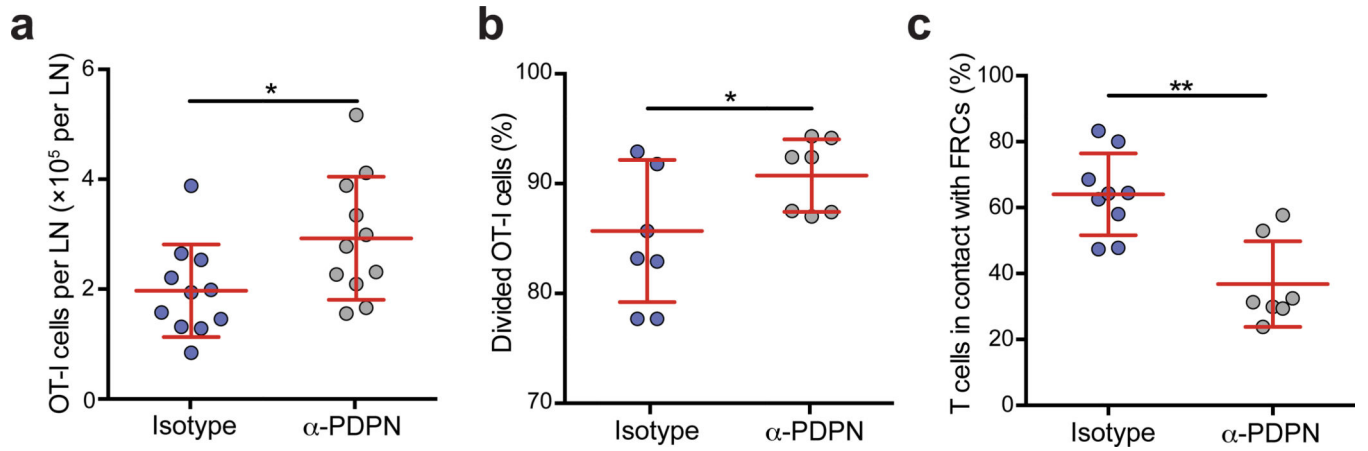 a
OT-I cells per LN (×10⁵ per LN)
6
4
2
0
*
Isotype
α-PDPN
b
Divided OT-I cells (%)
100
90
80
70
*
Isotype
α-PDPN
c
T cells in contact with FRCs (%)
100
80
60
40
20
0
**
Isotype
α-PDPN